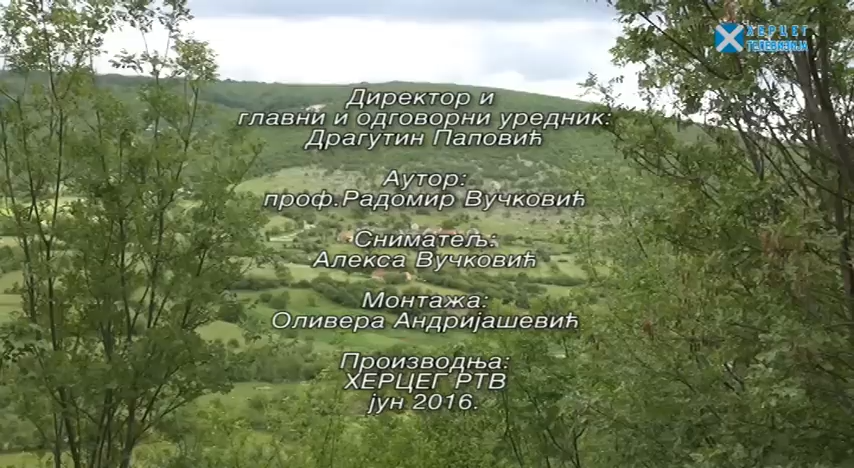 ХЕРЦЕГ
ТЕЛЕВИЗИЈА
Директор и
главни и одговорни уредник:
Драгутин Паповић
Аутор:
проф.Радомир Вучковић
Сниматељ:
Алекса Вучковић
Монтажа:
Оливера Андријашевић
Производња:
ХЕРЦЕГ РТВ
јун 2016.